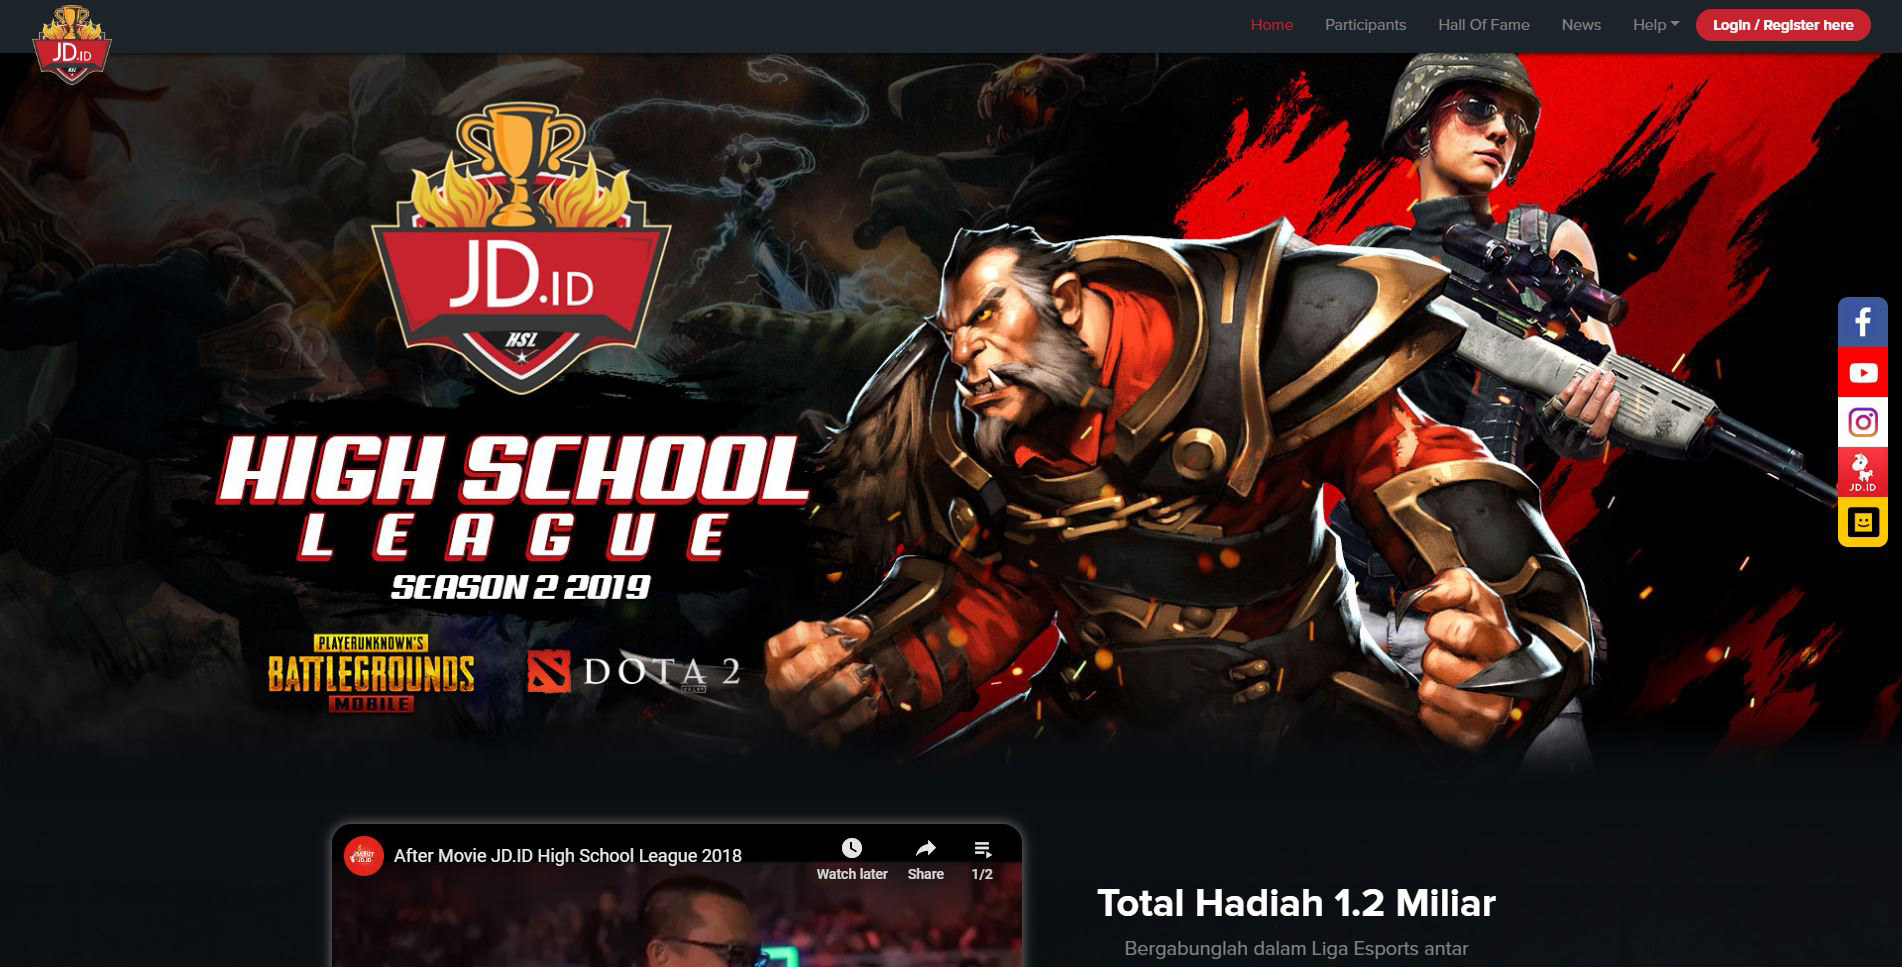 JD.ID
HSL
Home
Participants
Hall Of Fame
News
Help
Login / Register here
JD.ID
HSL
HIGH SCHOOL
LEAGUE
SEASON 2 2019
PLAYERUNKNOWN'S
BATTLEGROUNDS
MOBILE
DOTA 2
VALVE
JD.ID
After Movie JD.ID High School League 2018
Watch later
Share
1/2
Total Hadiah 1.2 Miliar
Bergabunglah dalam Liga Esports antar